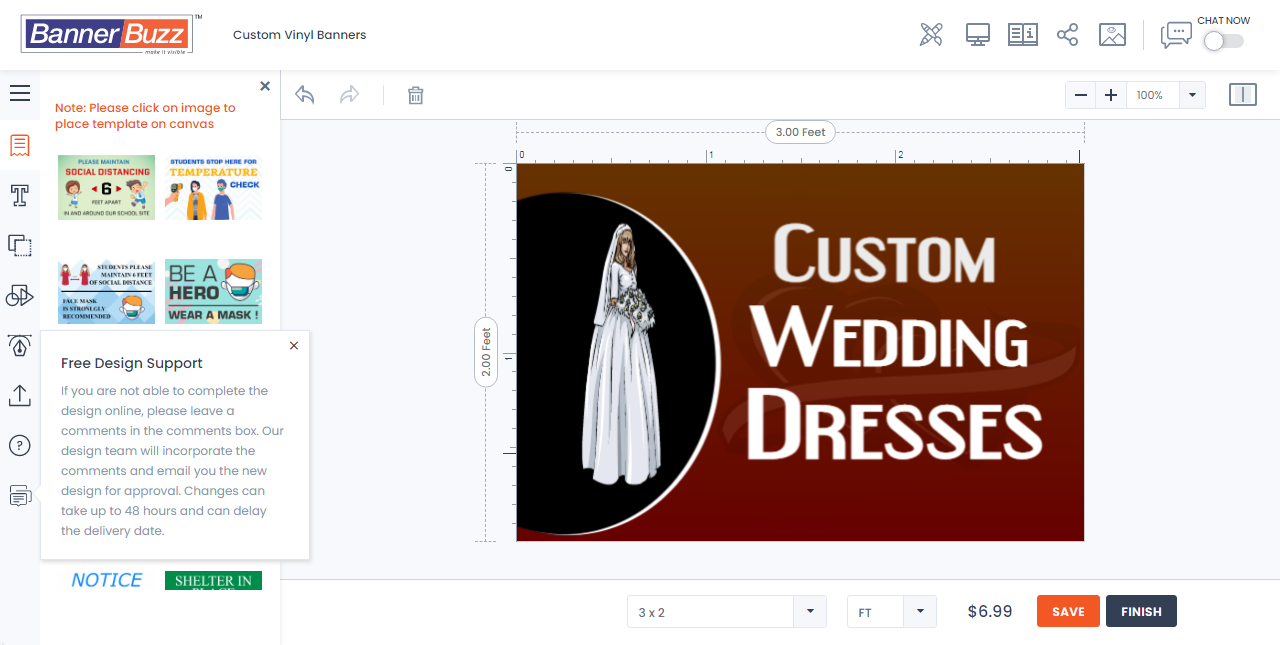 BannerBuzz™
make it visible
Custom Vinyl Banners
CHAT NOW
Note: Please click on image to
place template on canvas
PLEASE MAINTAIN
SOCIAL DISTANCING
6
FEET APART
IN AND AROUND OUR SCHOOL SITE
STUDENTS STOP HERE FOR
TEMPERATURE
CHECK
STUDENTS PLEASE
MAINTAIN 6 FEET
OF SOCIAL DISTANCE
FACE MASK
IS STRONLGLY
RECOMMENDED
BE A
HERO
WEAR A MASK !
Free Design Support
If you are not able to complete the
design online, please leave a
comments in the comments box. Our
design team will incorporate the
comments and email you the new
design for approval. Changes can
take up to 48 hours and can delay
the delivery date.
NOTICE
SHELTER IN
PLACE
100%
3.00 Feet
0 1 2
0
2.00 Feet
1
CUSTOM
WEDDING
DRESSES
3 x 2
FT
$6.99
SAVE
FINISH